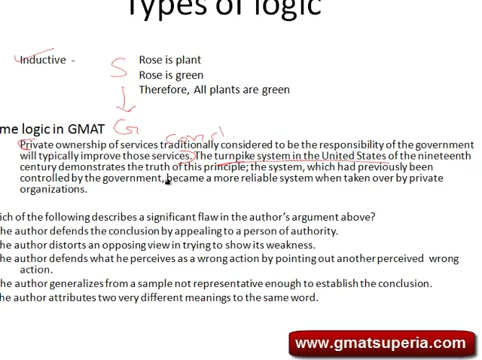 Types of logic
Inductive - Rose is plant
S Rose is green
Therefore, All plants are green
G
me logic in GMAT
Private ownership of services traditionally considered to be the responsibility of the government
will typically improve those services. The turnpike system in the United States of the nineteenth
century demonstrates the truth of this principle; the system, which had previously been
controlled by the government, became a more reliable system when taken over by private
organizations.
ich of the following describes a significant flaw in the author's argument above?
he author defends the conclusion by appealing to a person of authority.
he author distorts an opposing view in trying to show its weakness.
he author defends what he perceives as a wrong action by pointing out another perceived wrong
action.
he author generalizes from a sample not representative enough to establish the conclusion.
he author attributes two very different meanings to the same word.
www.gmatsuperia.com